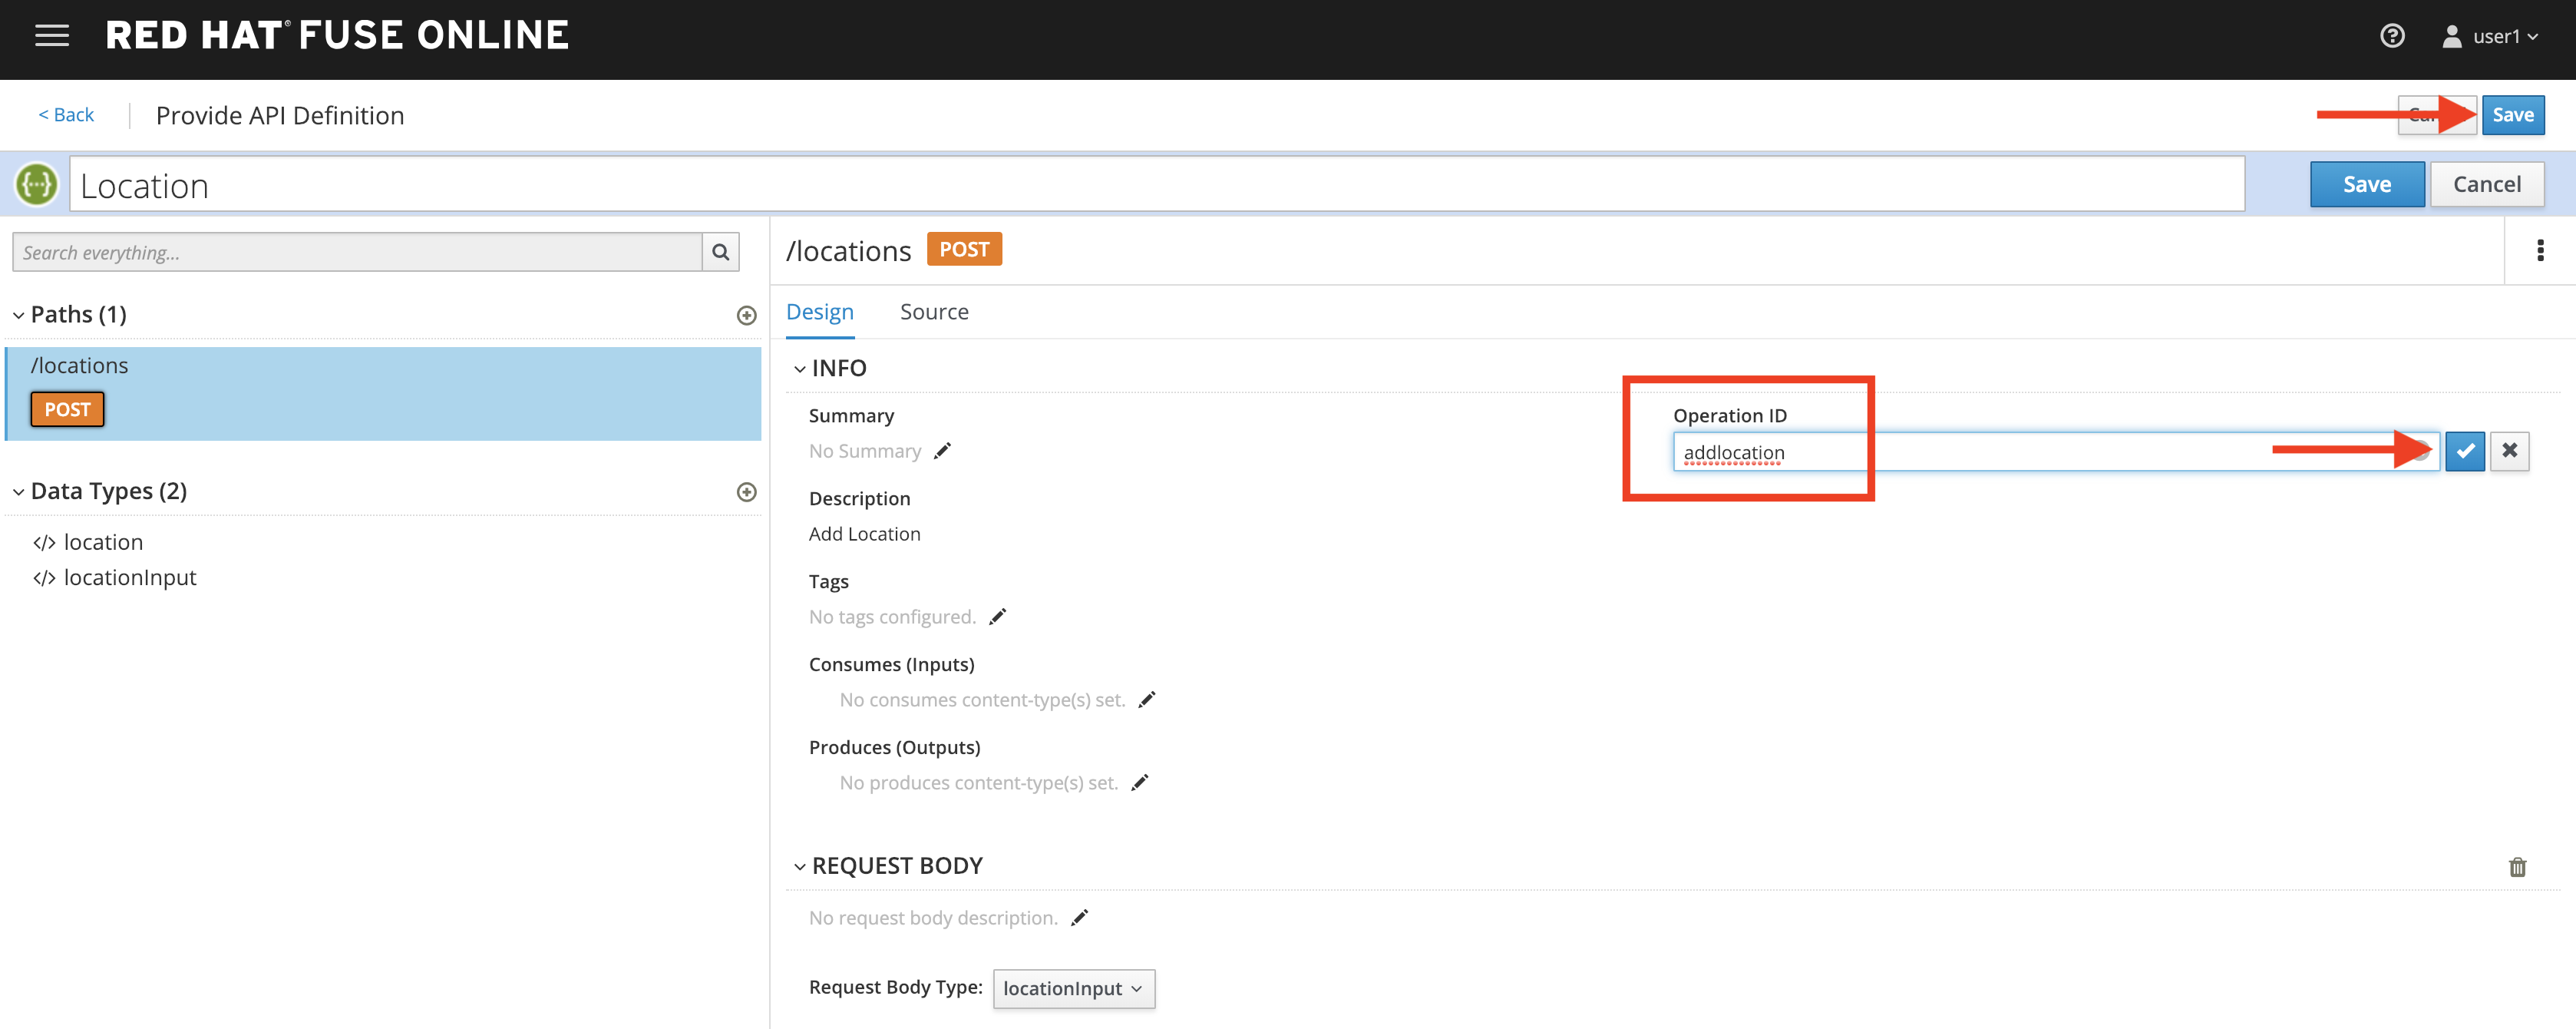 RED HAT® FUSE ONLINE
user1
< Back
Provide API Definition
Save
Location
Save
Cancel
Search everything...
Paths (1)
/locations
POST
Data Types (2)
</> location
</> locationInput
/locations
POST
Design
Source
INFO
Summary
No Summary
Operation ID
addlocation
Description
Add Location
Tags
No tags configured.
Consumes (Inputs)
No consumes content-type(s) set.
Produces (Outputs)
No produces content-type(s) set.
REQUEST BODY
No request body description.
Request Body Type:
locationInput